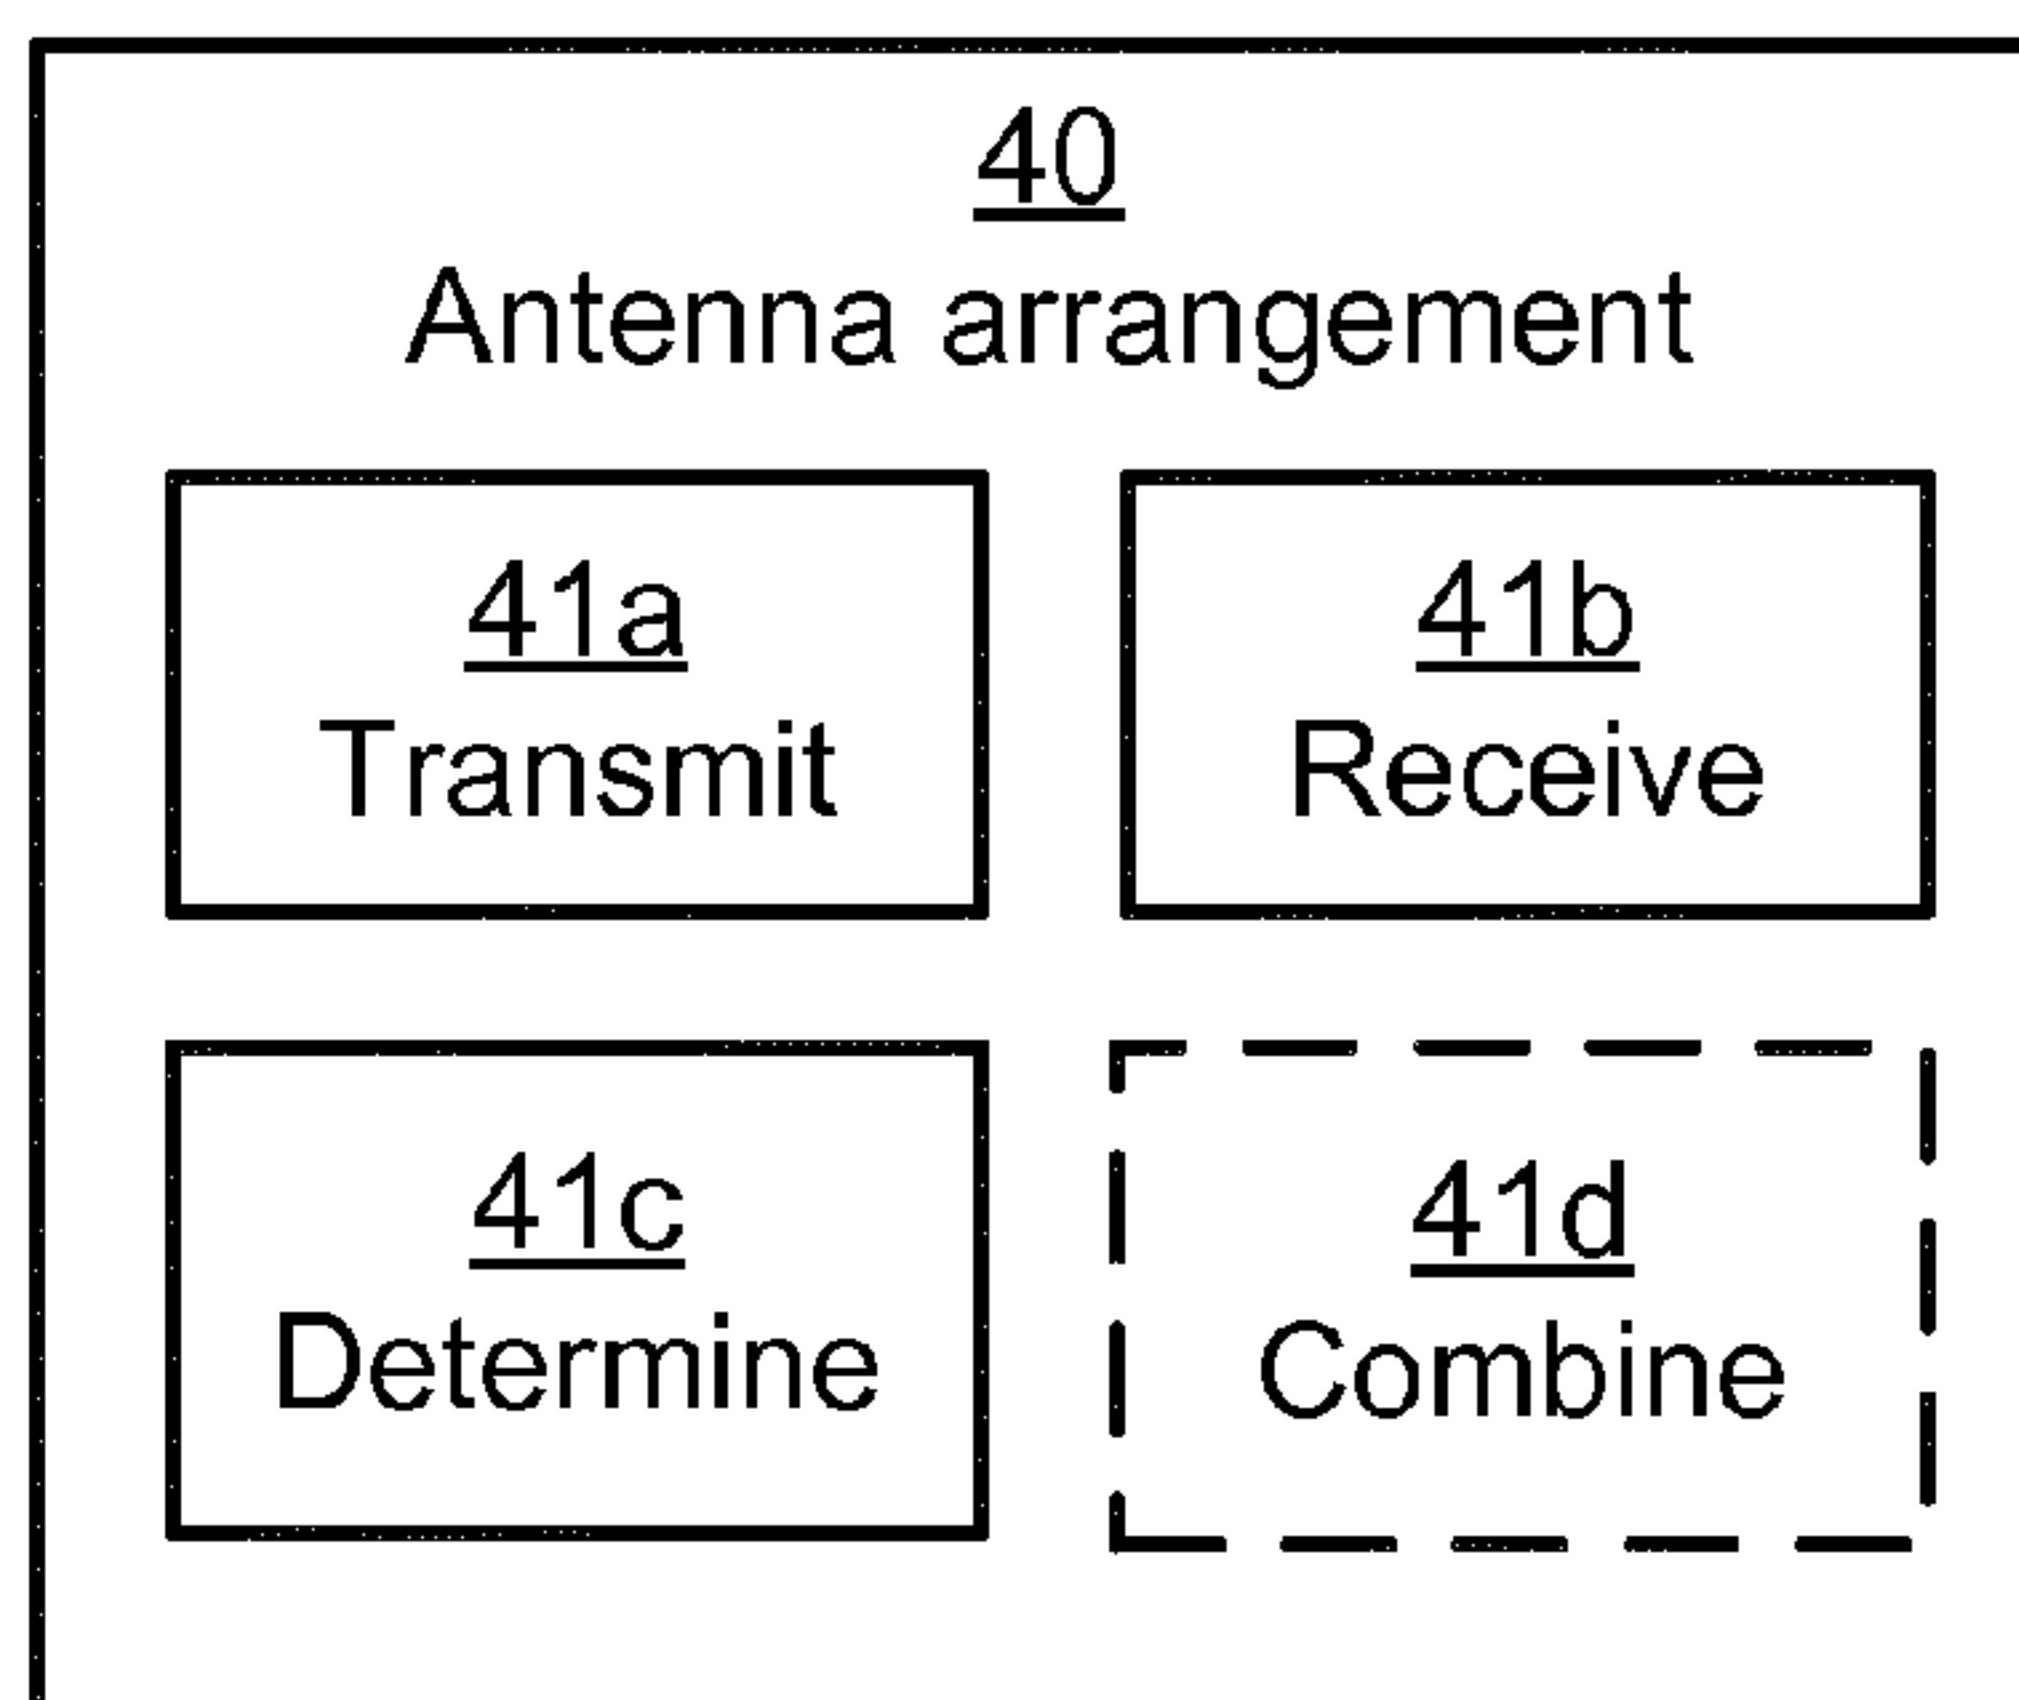 40
Antenna arrangement
41a
Transmit
41b
Receive
41c
Determine
41d
Combine